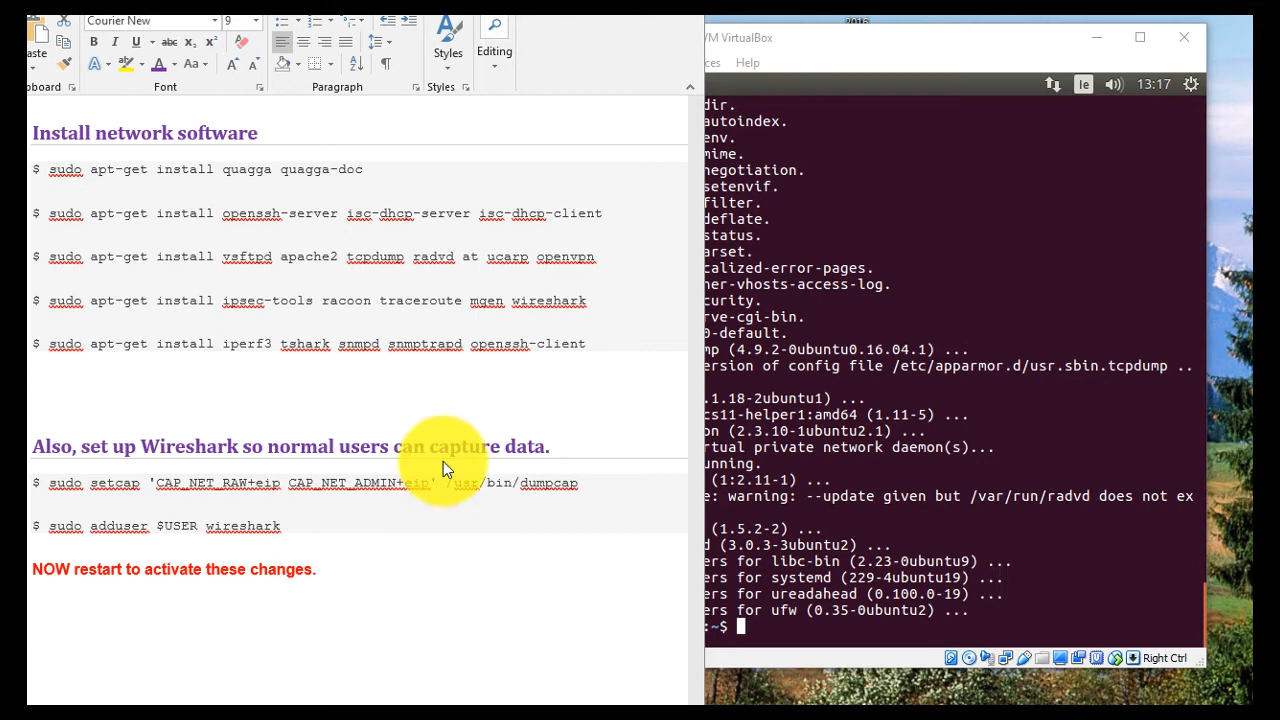 2016
Courier New
9
aste
B I U abc x₂ x² A
A A Aa A A
Styles
Editing
board
Font
Paragraph
Styles
Install network software
$ sudo apt-get install quagga quagga-doc
$ sudo apt-get install openssh-server isc-dhcp-server isc-dhcp-client
$ sudo apt-get install vsftpd apache2 tcpdump radvd at ucarp openvpn
$ sudo apt-get install ipsec-tools racoon traceroute mgen wireshark
$ sudo apt-get install iperf3 tshark snmpd snmptrapd openssh-client
Also, set up Wireshark so normal users can capture data.
$ sudo setcap 'CAP_NET_RAW+eip CAP_NET_ADMIN+eip' /usr/bin/dumpcap
$ sudo adduser $USER wireshark
NOW restart to activate these changes.
/M VirtualBox
ces Help
Ie 13:17
dir.
autoindex.
env.
mime.
negotiation.
setenvif.
filter.
deflate.
status.
arset.
calized-error-pages.
her-vhosts-access-log.
curity.
rve-cgi-bin.
0-default.
mp (4.9.2-0ubuntu0.16.04.1) ...
ersion of config file /etc/apparmor.d/usr.sbin.tcpdump ..
.1.18-2ubuntu1) ...
cs11-helper1:amd64 (1.11-5) ...
on (2.3.10-1ubuntu2.1) ...
irtual private network daemon(s)...
unning.
1:2.11-1) ...
e: warning: --update given but /var/run/radvd does not ex
(1.5.2-2) ...
d (3.0.3-3ubuntu2) ...
ers for libc-bin (2.23-0ubuntu9) ...
ers for systemd (229-4ubuntu19) ...
ers for ureadahead (0.100.0-19) ...
ers for ufw (0.35-0ubuntu2) ...
:~$
Right Ctrl